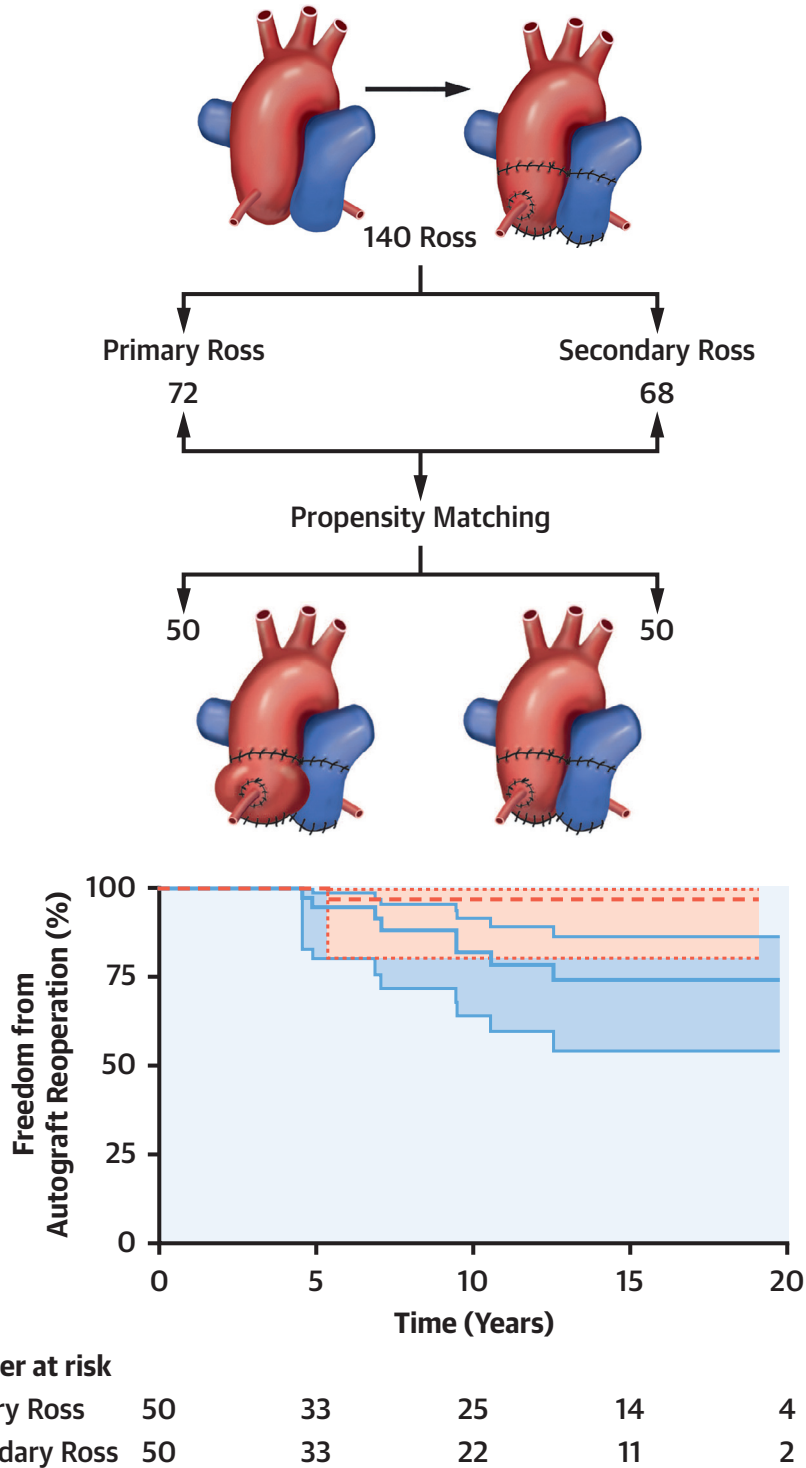 140 Ross
Primary Ross Secondary Ross
72 68
Propensity Matching
50 50
Freedom from
Autograft Reoperation (%)
100
75
50
25
0
0 5 10 15 20
Time (Years)
er at risk
ry Ross 50 33 25 14 4
dary Ross 50 33 22 11 2